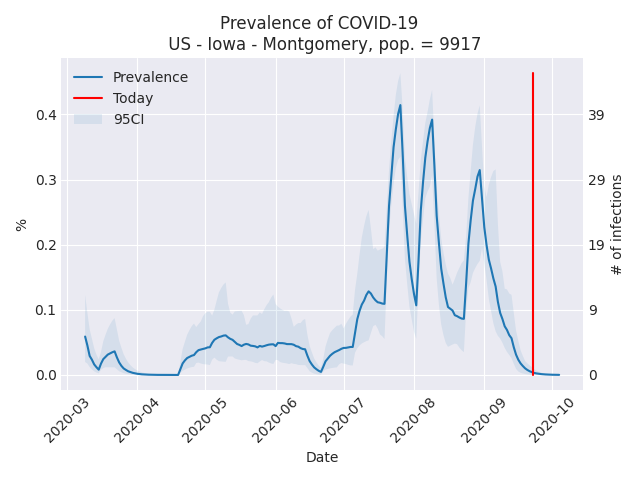 Prevalence of COVID-19
US - Iowa - Montgomery, pop. = 9917
Prevalence
Today
95CI
%
0.4
0.3
0.2
0.1
0.0
39
29
19
9
0
# of infections
2020-03
2020-04
2020-05
2020-06
2020-07
2020-08
2020-09
2020-10
Date